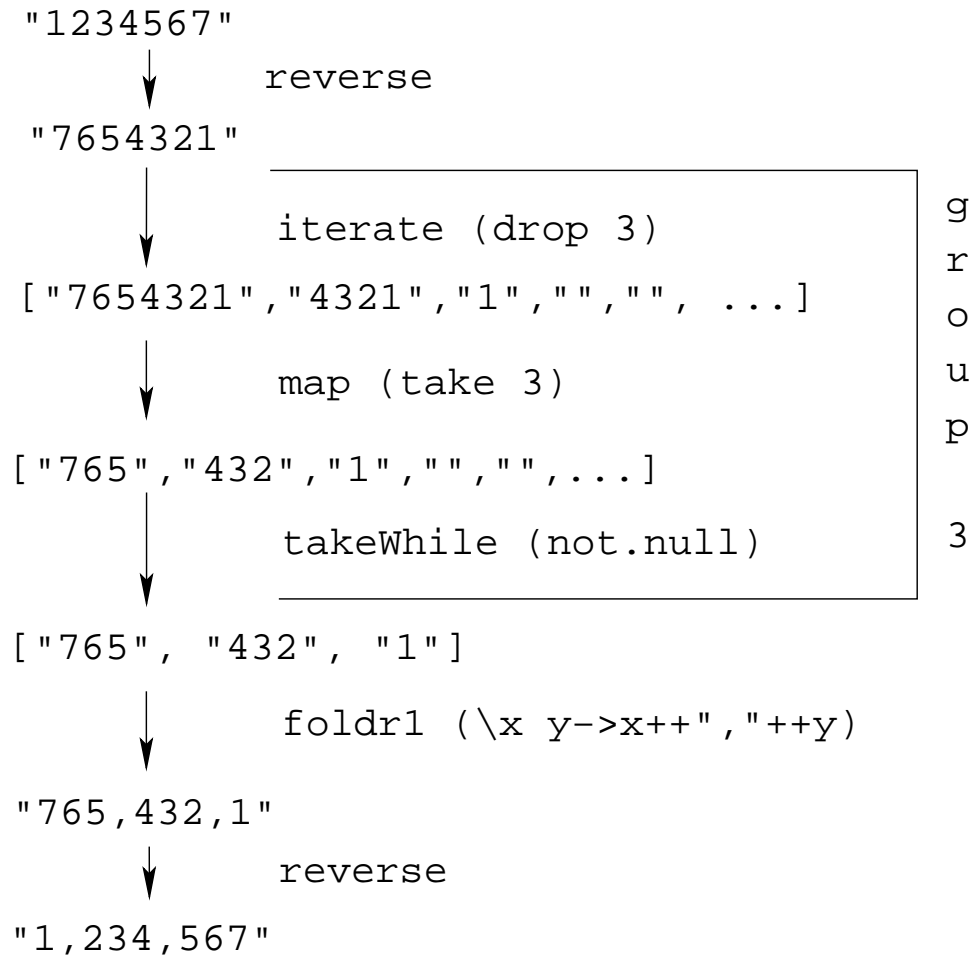 "1234567"
reverse
"7654321"
iterate (drop 3)
["7654321","4321","1","","", ...]
map (take 3)
["765","432","1","","",...]
takeWhile (not.null)
group 3
["765", "432", "1"]
foldr1 (\x y->x++","++y)
"765,432,1"
reverse
"1,234,567"